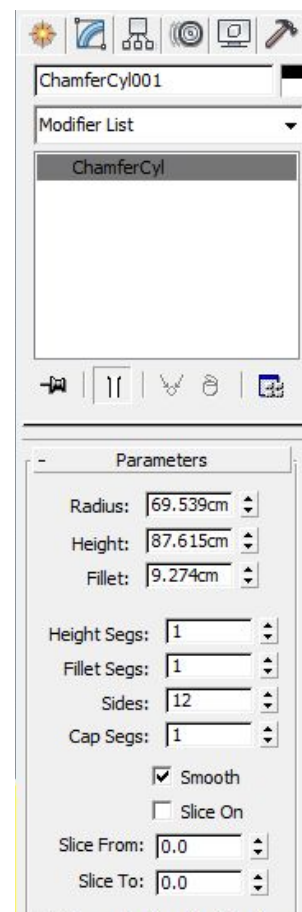 ChamferCyl001
Modifier List
ChamferCyl
- Parameters
Radius: 69.539cm
Height: 87.615cm
Fillet: 9.274cm
Height Segs: 1
Fillet Segs: 1
Sides: 12
Cap Segs: 1
Smooth
Slice On
Slice From: 0.0
Slice To: 0.0